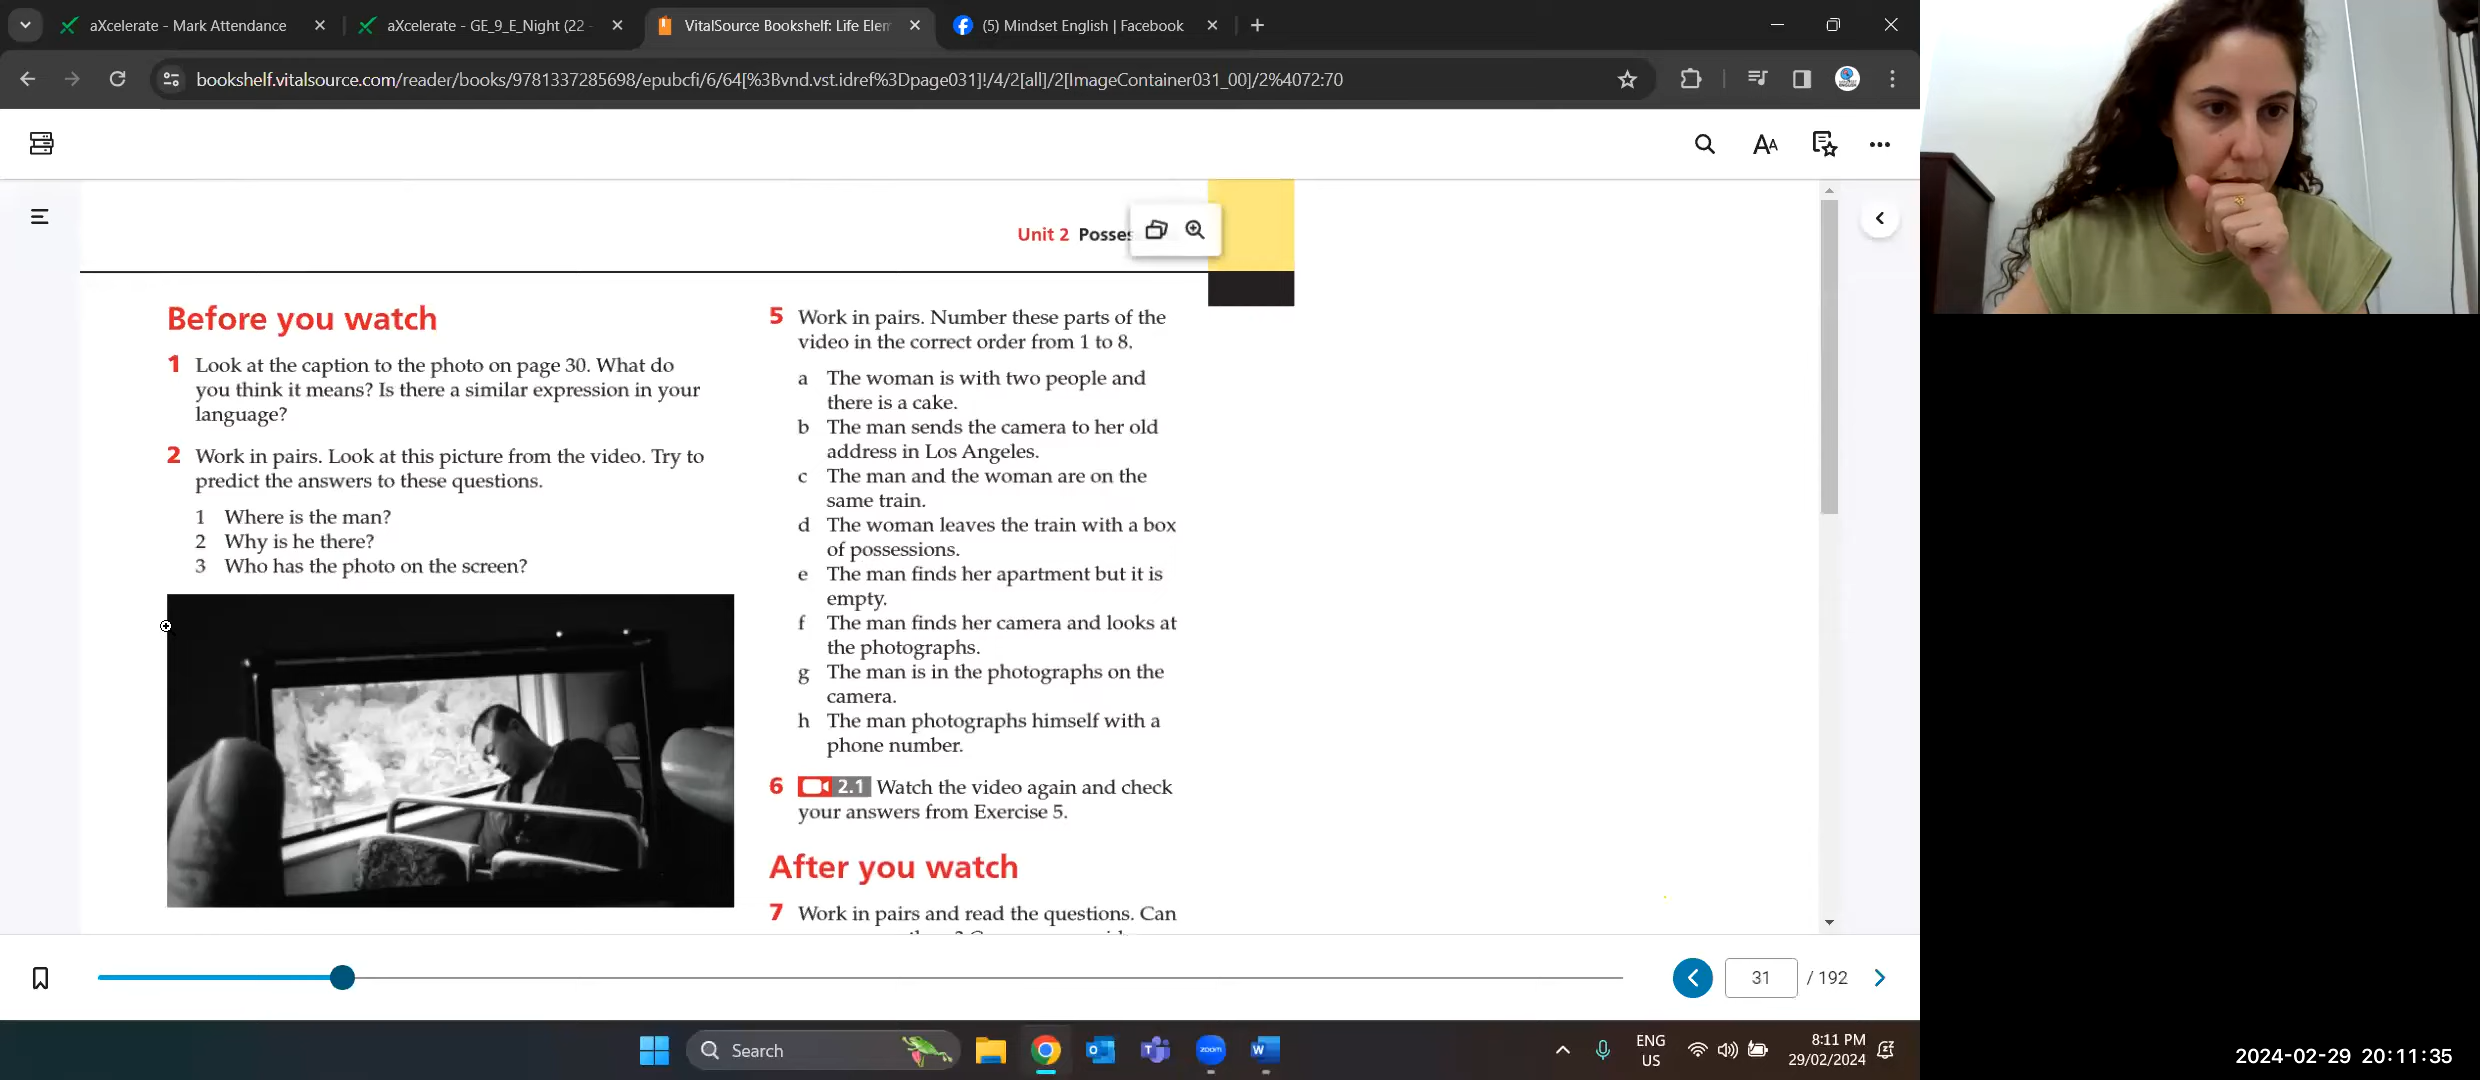 aXcelerate - Mark Attendance
aXcelerate - GE_9_E_Night (22 -
VitalSource Bookshelf: Life Elem
(5) Mindset English | Facebook
bookshelf.vitalsource.com/reader/books/9781337285698/epubcfi/6/64[%3Bvnd.vst.idref%3Dpage031]!/4/2[all]/2[ImageContainer031_00]/2%4072:70
Unit 2 Posses
Before you watch
1 Look at the caption to the photo on page 30. What do
you think it means? Is there a similar expression in your
language?
2 Work in pairs. Look at this picture from the video. Try to
predict the answers to these questions.
1 Where is the man?
2 Why is he there?
3 Who has the photo on the screen?
5 Work in pairs. Number these parts of the
video in the correct order from 1 to 8.
a The woman is with two people and
there is a cake.
b The man sends the camera to her old
address in Los Angeles.
c The man and the woman are on the
same train.
d The woman leaves the train with a box
of possessions.
e The man finds her apartment but it is
empty.
f The man finds her camera and looks at
the photographs.
g The man is in the photographs on the
camera.
h The man photographs himself with a
phone number.
6 2.1 Watch the video again and check
your answers from Exercise 5.
After you watch
7 Work in pairs and read the questions. Can
31 / 192
Search
zoom
ENG
US
8:11 PM
29/02/2024
2024-02-29 20:11:35